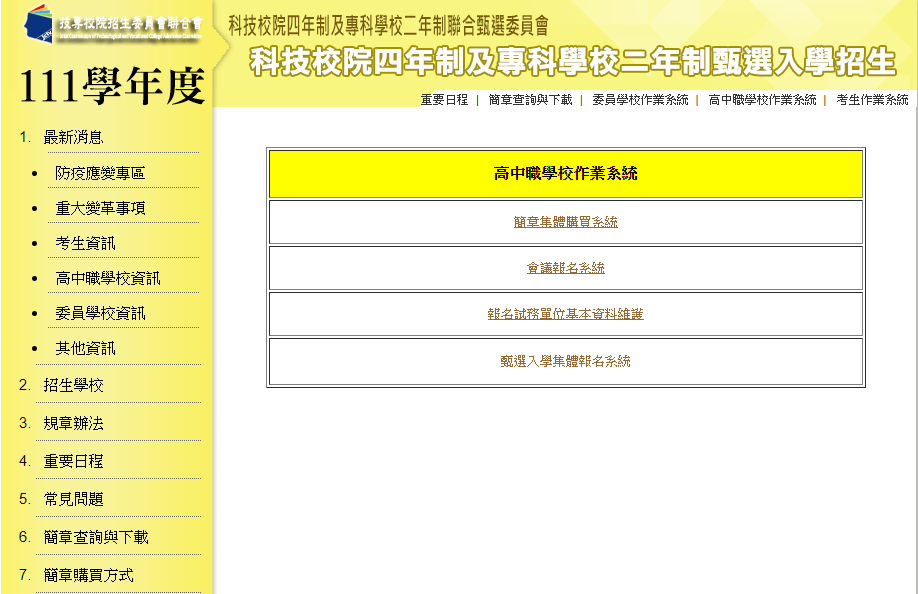 技專校院招生委員會聯合會
111學年度
科技校院四年制及專科學校二年制聯合甄選委員會
科技校院四年制及專科學校二年制甄選入學招生
重要日程 | 簡章查詢與下載 | 委員學校作業系統 | 高中職學校作業系統 | 考生作業系統
1. 最新消息
• 防疫應變專區
• 重大變革事項
• 考生資訊
• 高中職學校資訊
• 委員學校資訊
• 其他資訊
2. 招生學校
3. 規章辦法
4. 重要日程
5. 常見問題
6. 簡章查詢與下載
7. 簡章購買方式
高中職學校作業系統
簡章集體購買系統
會議報名系統
報名試務單位基本資料維護
甄選入學集體報名系統